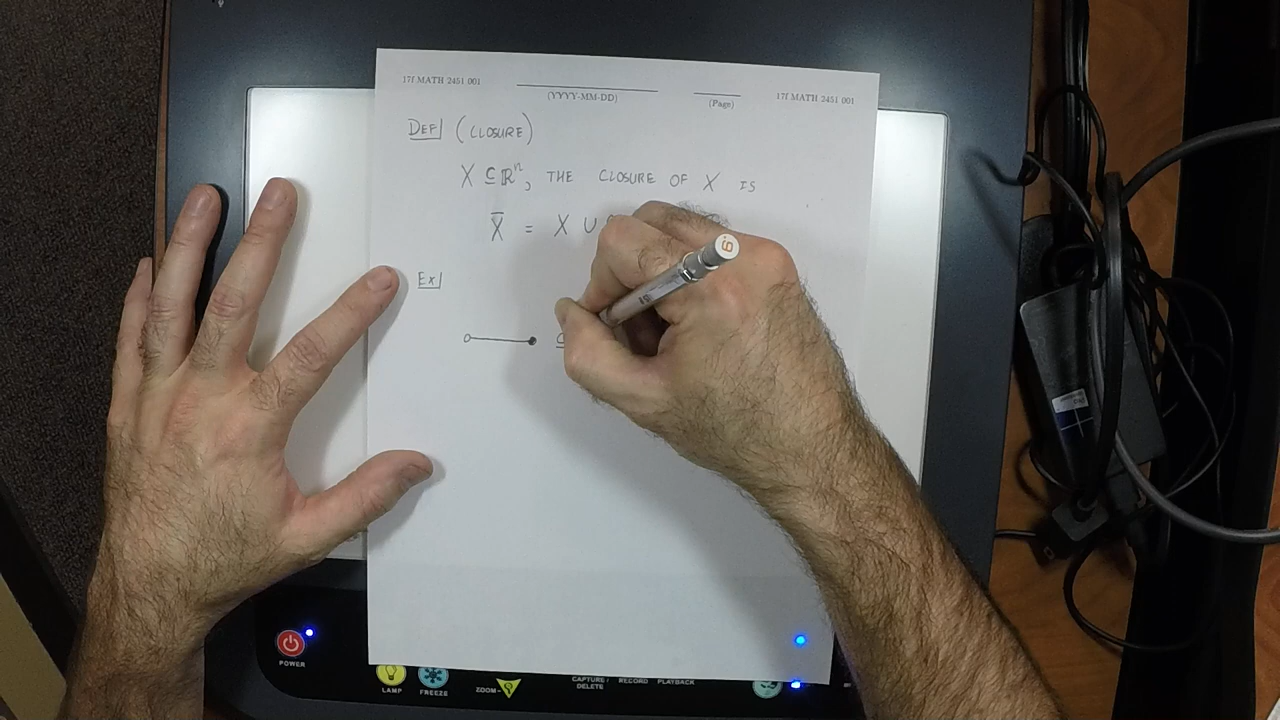 17f MATH 2451 001
(YYYY-MM-DD)
(Page)
17f MATH 2451 001
DEF (CLOSURE)
X ⊆ ℝⁿ, THE CLOSURE OF X IS
X̄ = X ∪
Ex
6
POWER
LAMP
FREEZE
ZOOM-
CAPTURE / DELETE
RECORD
PLAYBACK